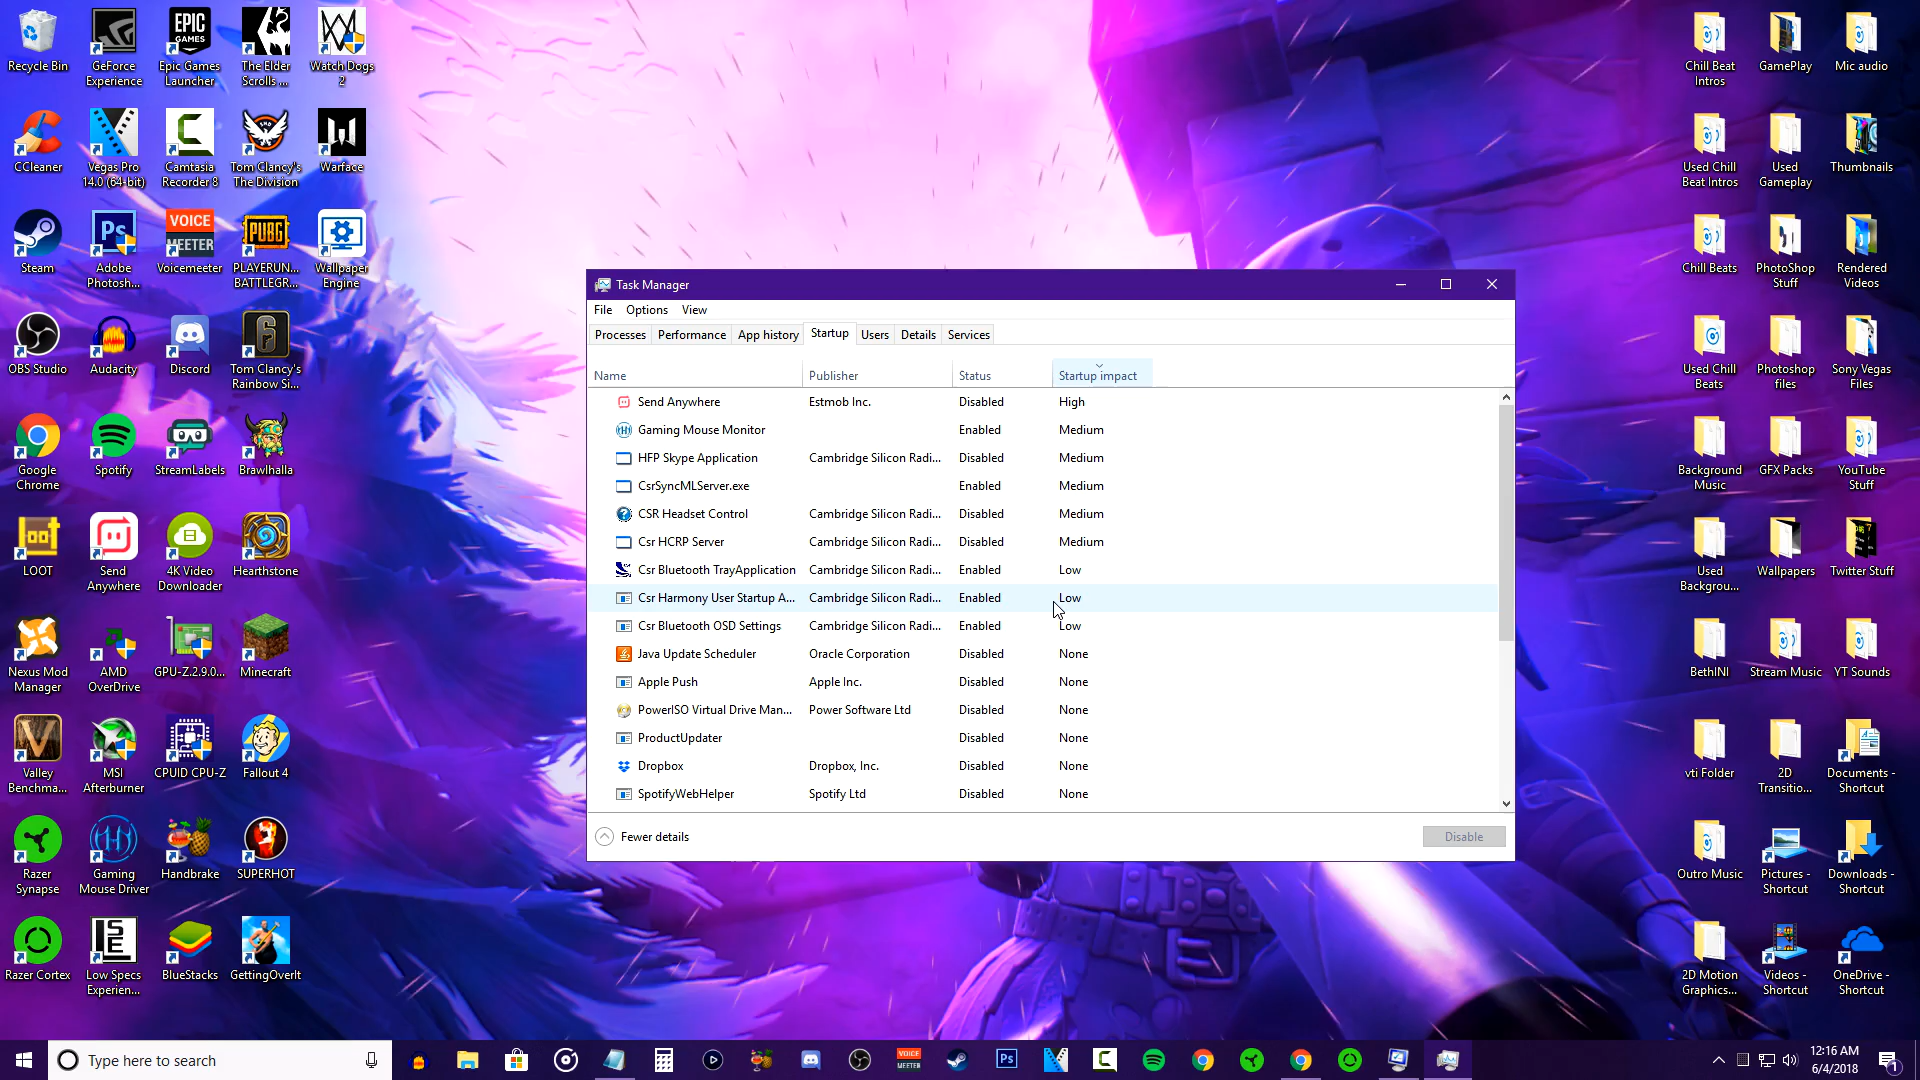 Recycle Bin
GeForce
Experience
EPIC
GAMES
Epic Games
Launcher
The Elder
Scrolls ...
Watch Dogs
2
CCleaner
Vegas Pro
14.0 (64-bit)
Camtasia
Recorder 8
Tom Clancy's
The Division
Warface
Steam
Ps
Adobe
Photosh...
VOICE
MEETER
Voicemeeter
PUBG
PLAYERUN...
BATTLEGR...
Wallpaper
Engine
OBS Studio
Audacity
Discord
6
Tom Clancy's
Rainbow Si...
Google
Chrome
Spotify
StreamLabels
Brawlhalla
LOOT
Send
Anywhere
4K Video
Downloader
Hearthstone
Nexus Mod
Manager
AMD
OverDrive
GPU-Z.2.9.0...
Minecraft
Valley
Benchma...
MSI
Afterburner
CPUID CPU-Z
Fallout 4
Razer
Synapse
Gaming
Mouse Driver
Handbrake
SUPERHOT
Razer Cortex
Low Specs
Experien...
BlueStacks
GettingOverIt
Task Manager
File Options View
Processes Performance App history Startup Users Details Services
Name Publisher Status Startup impact
Send Anywhere Estmob Inc. Disabled High
Gaming Mouse Monitor Enabled Medium
HFP Skype Application Cambridge Silicon Radi... Disabled Medium
CsrSyncMLServer.exe Enabled Medium
CSR Headset Control Cambridge Silicon Radi... Disabled Medium
Csr HCRP Server Cambridge Silicon Radi... Disabled Medium
Csr Bluetooth TrayApplication Cambridge Silicon Radi... Enabled Low
Csr Harmony User Startup A... Cambridge Silicon Radi... Enabled Low
Csr Bluetooth OSD Settings Cambridge Silicon Radi... Enabled Low
Java Update Scheduler Oracle Corporation Disabled None
Apple Push Apple Inc. Disabled None
PowerISO Virtual Drive Man... Power Software Ltd Disabled None
ProductUpdater Disabled None
Dropbox Dropbox, Inc. Disabled None
SpotifyWebHelper Spotify Ltd Disabled None
Fewer details
Disable
Chill Beat
Intros
GamePlay
Mic audio
Used Chill
Beat Intros
Used
Gameplay
Thumbnails
Chill Beats
PhotoShop
Stuff
Rendered
Videos
Used Chill
Beats
Photoshop
files
Sony Vegas
Files
Background
Music
GFX Packs
YouTube
Stuff
Used
Backgrou...
Wallpapers
Twitter Stuff
BethINI
Stream Music
YT Sounds
vti Folder
2D
Transitio...
Documents -
Shortcut
Outro Music
Pictures -
Shortcut
Downloads -
Shortcut
2D Motion
Graphics...
Videos -
Shortcut
OneDrive -
Shortcut
Type here to search
VOICE
MEETER
Ps
12:16 AM
6/4/2018
1